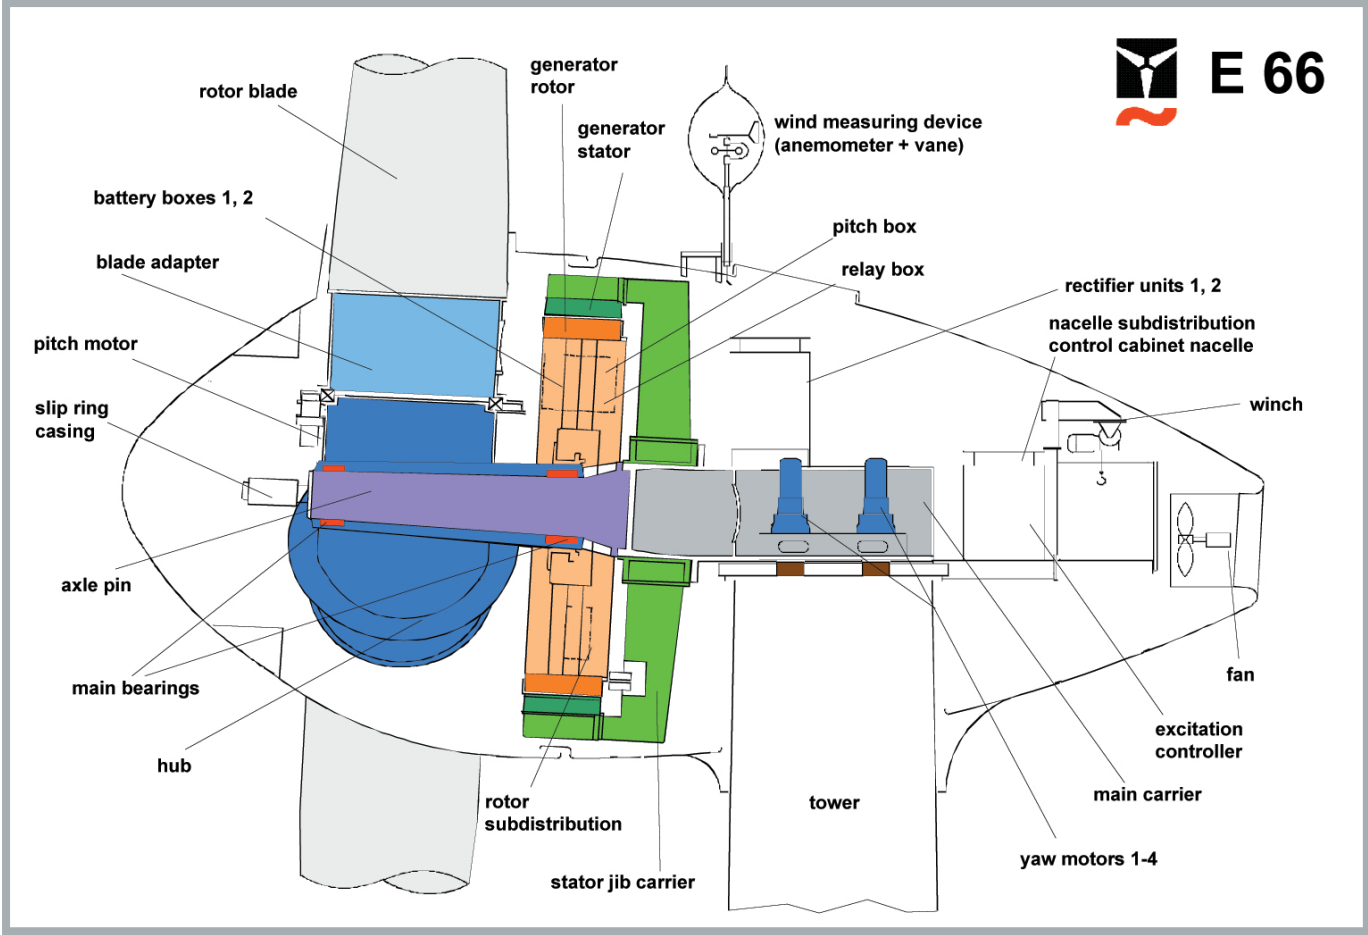 E 66
generator
rotor
rotor blade
generator
stator
wind measuring device
(anemometer + vane)
battery boxes 1, 2
pitch box
blade adapter
relay box
rectifier units 1, 2
nacelle subdistribution
control cabinet nacelle
pitch motor
slip ring
casing
winch
axle pin
main bearings
fan
hub
excitation
controller
rotor
subdistribution
tower
main carrier
yaw motors 1-4
stator jib carrier